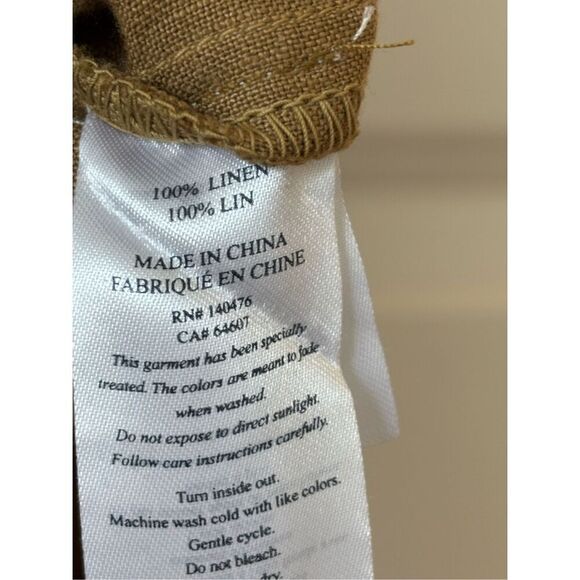 100% LINEN
100% LIN
MADE IN CHINA
FABRIQUÉ EN CHINE
RN# 140476
CA# 64607
This garment has been specialty
treated. The colors are meant to fade
when washed.
Do not expose to direct sunlight.
Follow care instructions carefully.
Turn inside out.
Machine wash cold with like colors.
Gentle cycle.
Do not bleach.
dry.